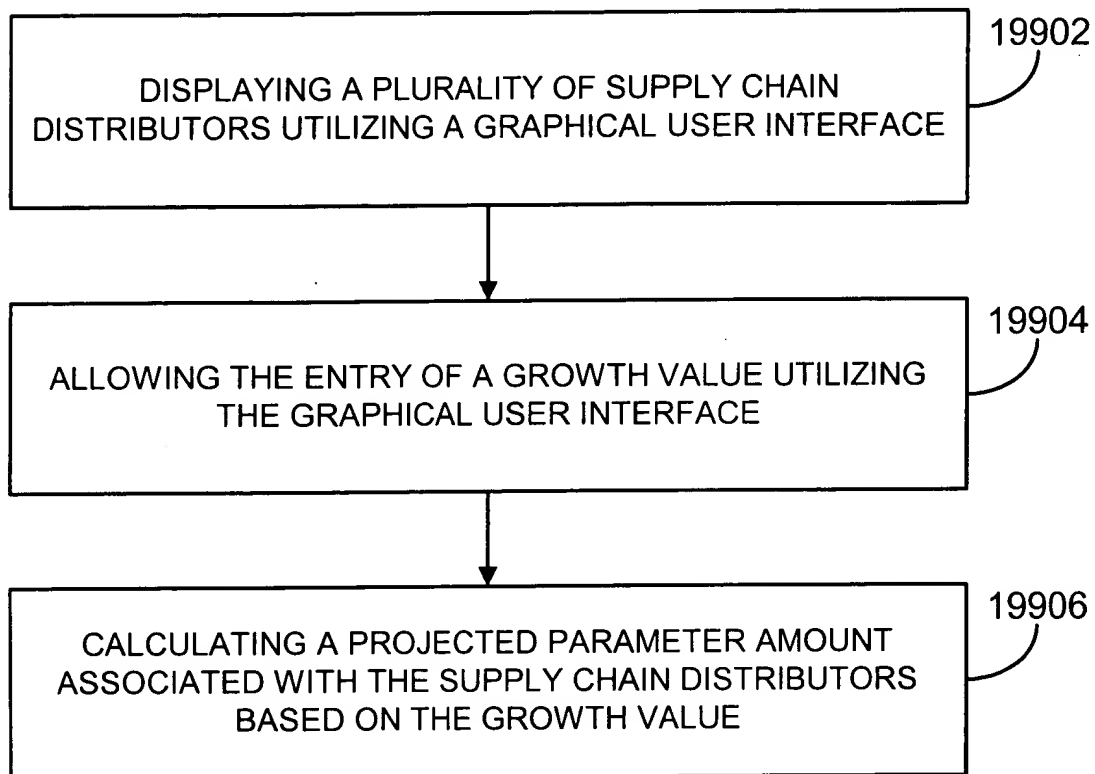 19902
DISPLAYING A PLURALITY OF SUPPLY CHAIN
DISTRIBUTORS UTILIZING A GRAPHICAL USER INTERFACE
19904
ALLOWING THE ENTRY OF A GROWTH VALUE UTILIZING
THE GRAPHICAL USER INTERFACE
19906
CALCULATING A PROJECTED PARAMETER AMOUNT
ASSOCIATED WITH THE SUPPLY CHAIN DISTRIBUTORS
BASED ON THE GROWTH VALUE